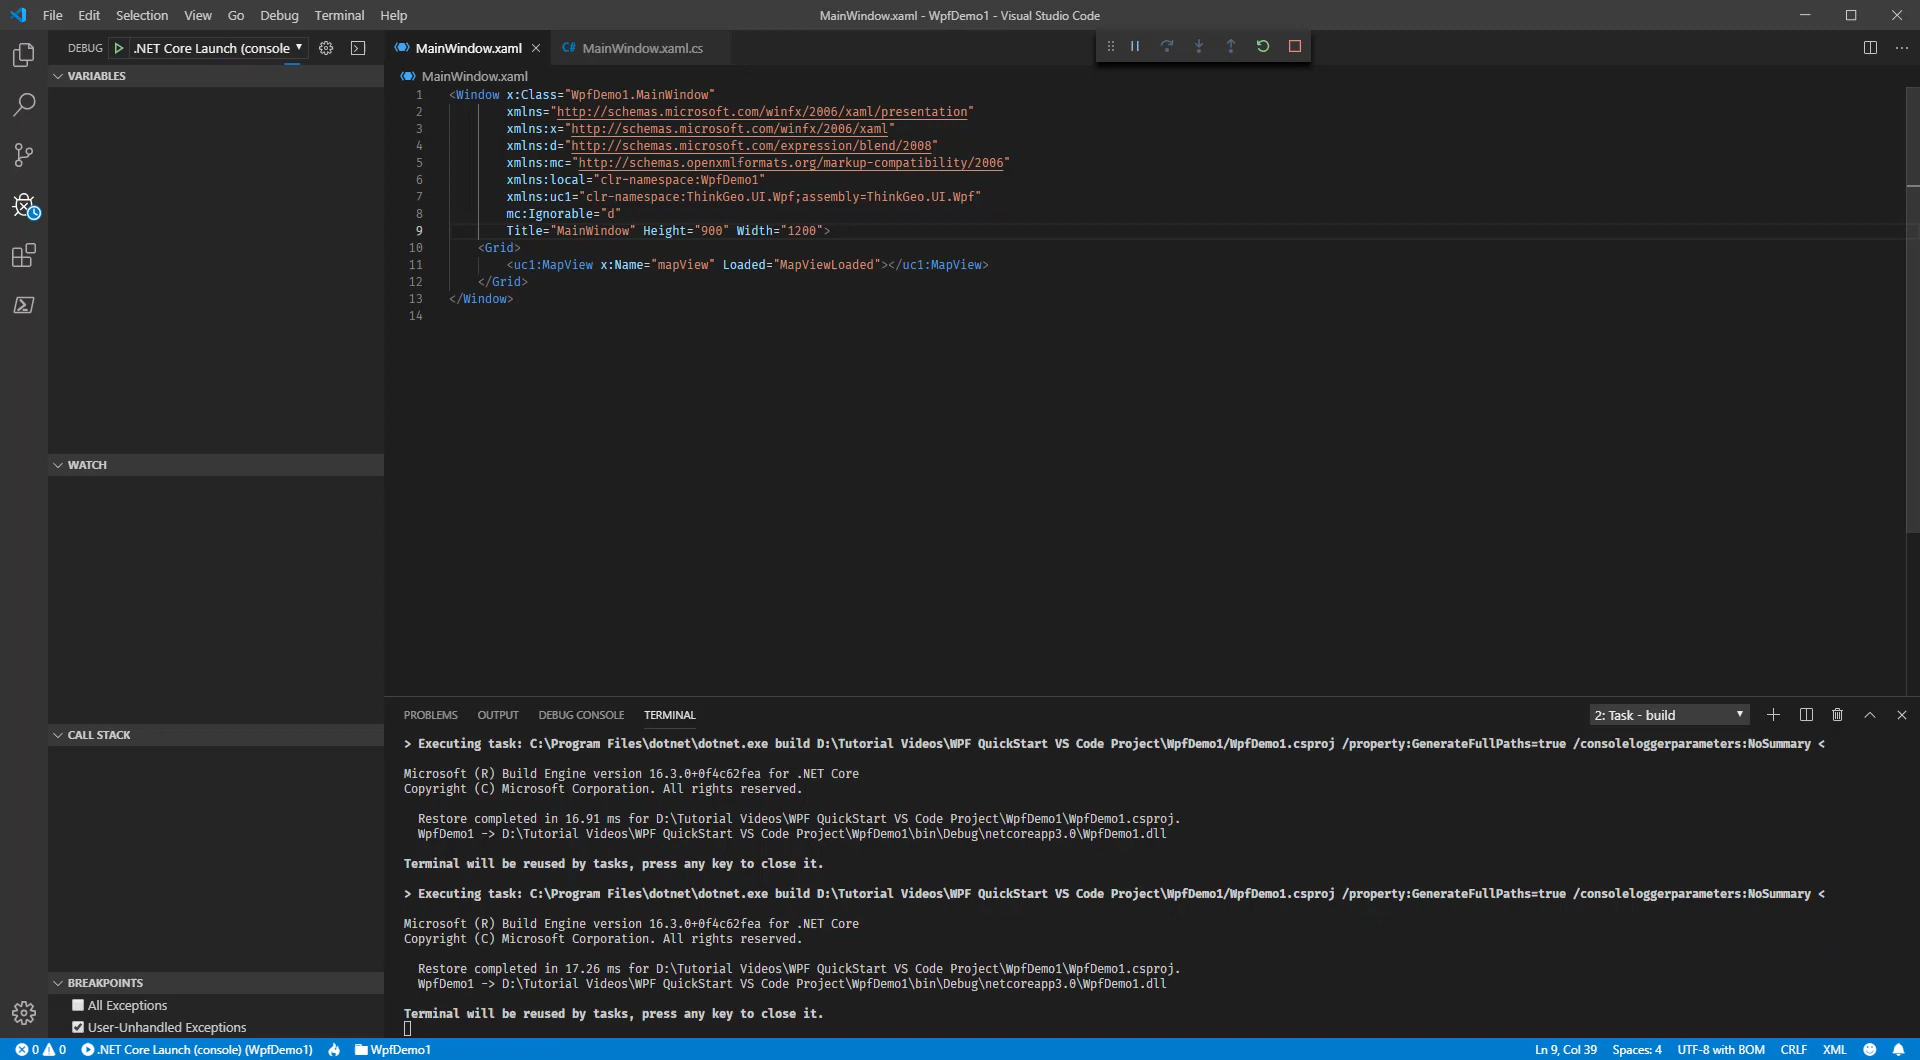 File Edit Selection View Go Debug Terminal Help
MainWindow.xaml - WpfDemo1 - Visual Studio Code
DEBUG .NET Core Launch (console
MainWindow.xaml
C# MainWindow.xaml.cs
VARIABLES
WATCH
CALL STACK
BREAKPOINTS
All Exceptions
User-Unhandled Exceptions
MainWindow.xaml
1 <Window x:Class="WpfDemo1.MainWindow"
2 xmlns="http://schemas.microsoft.com/winfx/2006/xaml/presentation"
3 xmlns:x="http://schemas.microsoft.com/winfx/2006/xaml"
4 xmlns:d="http://schemas.microsoft.com/expression/blend/2008"
5 xmlns:mc="http://schemas.openxmlformats.org/markup-compatibility/2006"
6 xmlns:local="clr-namespace:WpfDemo1"
7 xmlns:uc1="clr-namespace:ThinkGeo.UI.Wpf;assembly=ThinkGeo.UI.Wpf"
8 mc:Ignorable="d"
9 Title="MainWindow" Height="900" Width="1200">
10 <Grid>
11 <uc1:MapView x:Name="mapView" Loaded="MapViewLoaded"></uc1:MapView>
12 </Grid>
13 </Window>
14
PROBLEMS OUTPUT DEBUG CONSOLE TERMINAL
2: Task - build
> Executing task: C:\Program Files\dotnet\dotnet.exe build D:\Tutorial Videos\WPF QuickStart VS Code Project\WpfDemo1/WpfDemo1.csproj /property:GenerateFullPaths=true /consoleloggerparameters:NoSummary <
Microsoft (R) Build Engine version 16.3.0+0f4c62fea for .NET Core
Copyright (C) Microsoft Corporation. All rights reserved.
Restore completed in 16.91 ms for D:\Tutorial Videos\WPF QuickStart VS Code Project\WpfDemo1\WpfDemo1.csproj.
WpfDemo1 -> D:\Tutorial Videos\WPF QuickStart VS Code Project\WpfDemo1\bin\Debug\netcoreapp3.0\WpfDemo1.dll
Terminal will be reused by tasks, press any key to close it.
> Executing task: C:\Program Files\dotnet\dotnet.exe build D:\Tutorial Videos\WPF QuickStart VS Code Project\WpfDemo1/WpfDemo1.csproj /property:GenerateFullPaths=true /consoleloggerparameters:NoSummary <
Microsoft (R) Build Engine version 16.3.0+0f4c62fea for .NET Core
Copyright (C) Microsoft Corporation. All rights reserved.
Restore completed in 17.26 ms for D:\Tutorial Videos\WPF QuickStart VS Code Project\WpfDemo1\WpfDemo1.csproj.
WpfDemo1 -> D:\Tutorial Videos\WPF QuickStart VS Code Project\WpfDemo1\bin\Debug\netcoreapp3.0\WpfDemo1.dll
Terminal will be reused by tasks, press any key to close it.
0 0 .NET Core Launch (console) (WpfDemo1) WpfDemo1
Ln 9, Col 39 Spaces: 4 UTF-8 with BOM CRLF XML